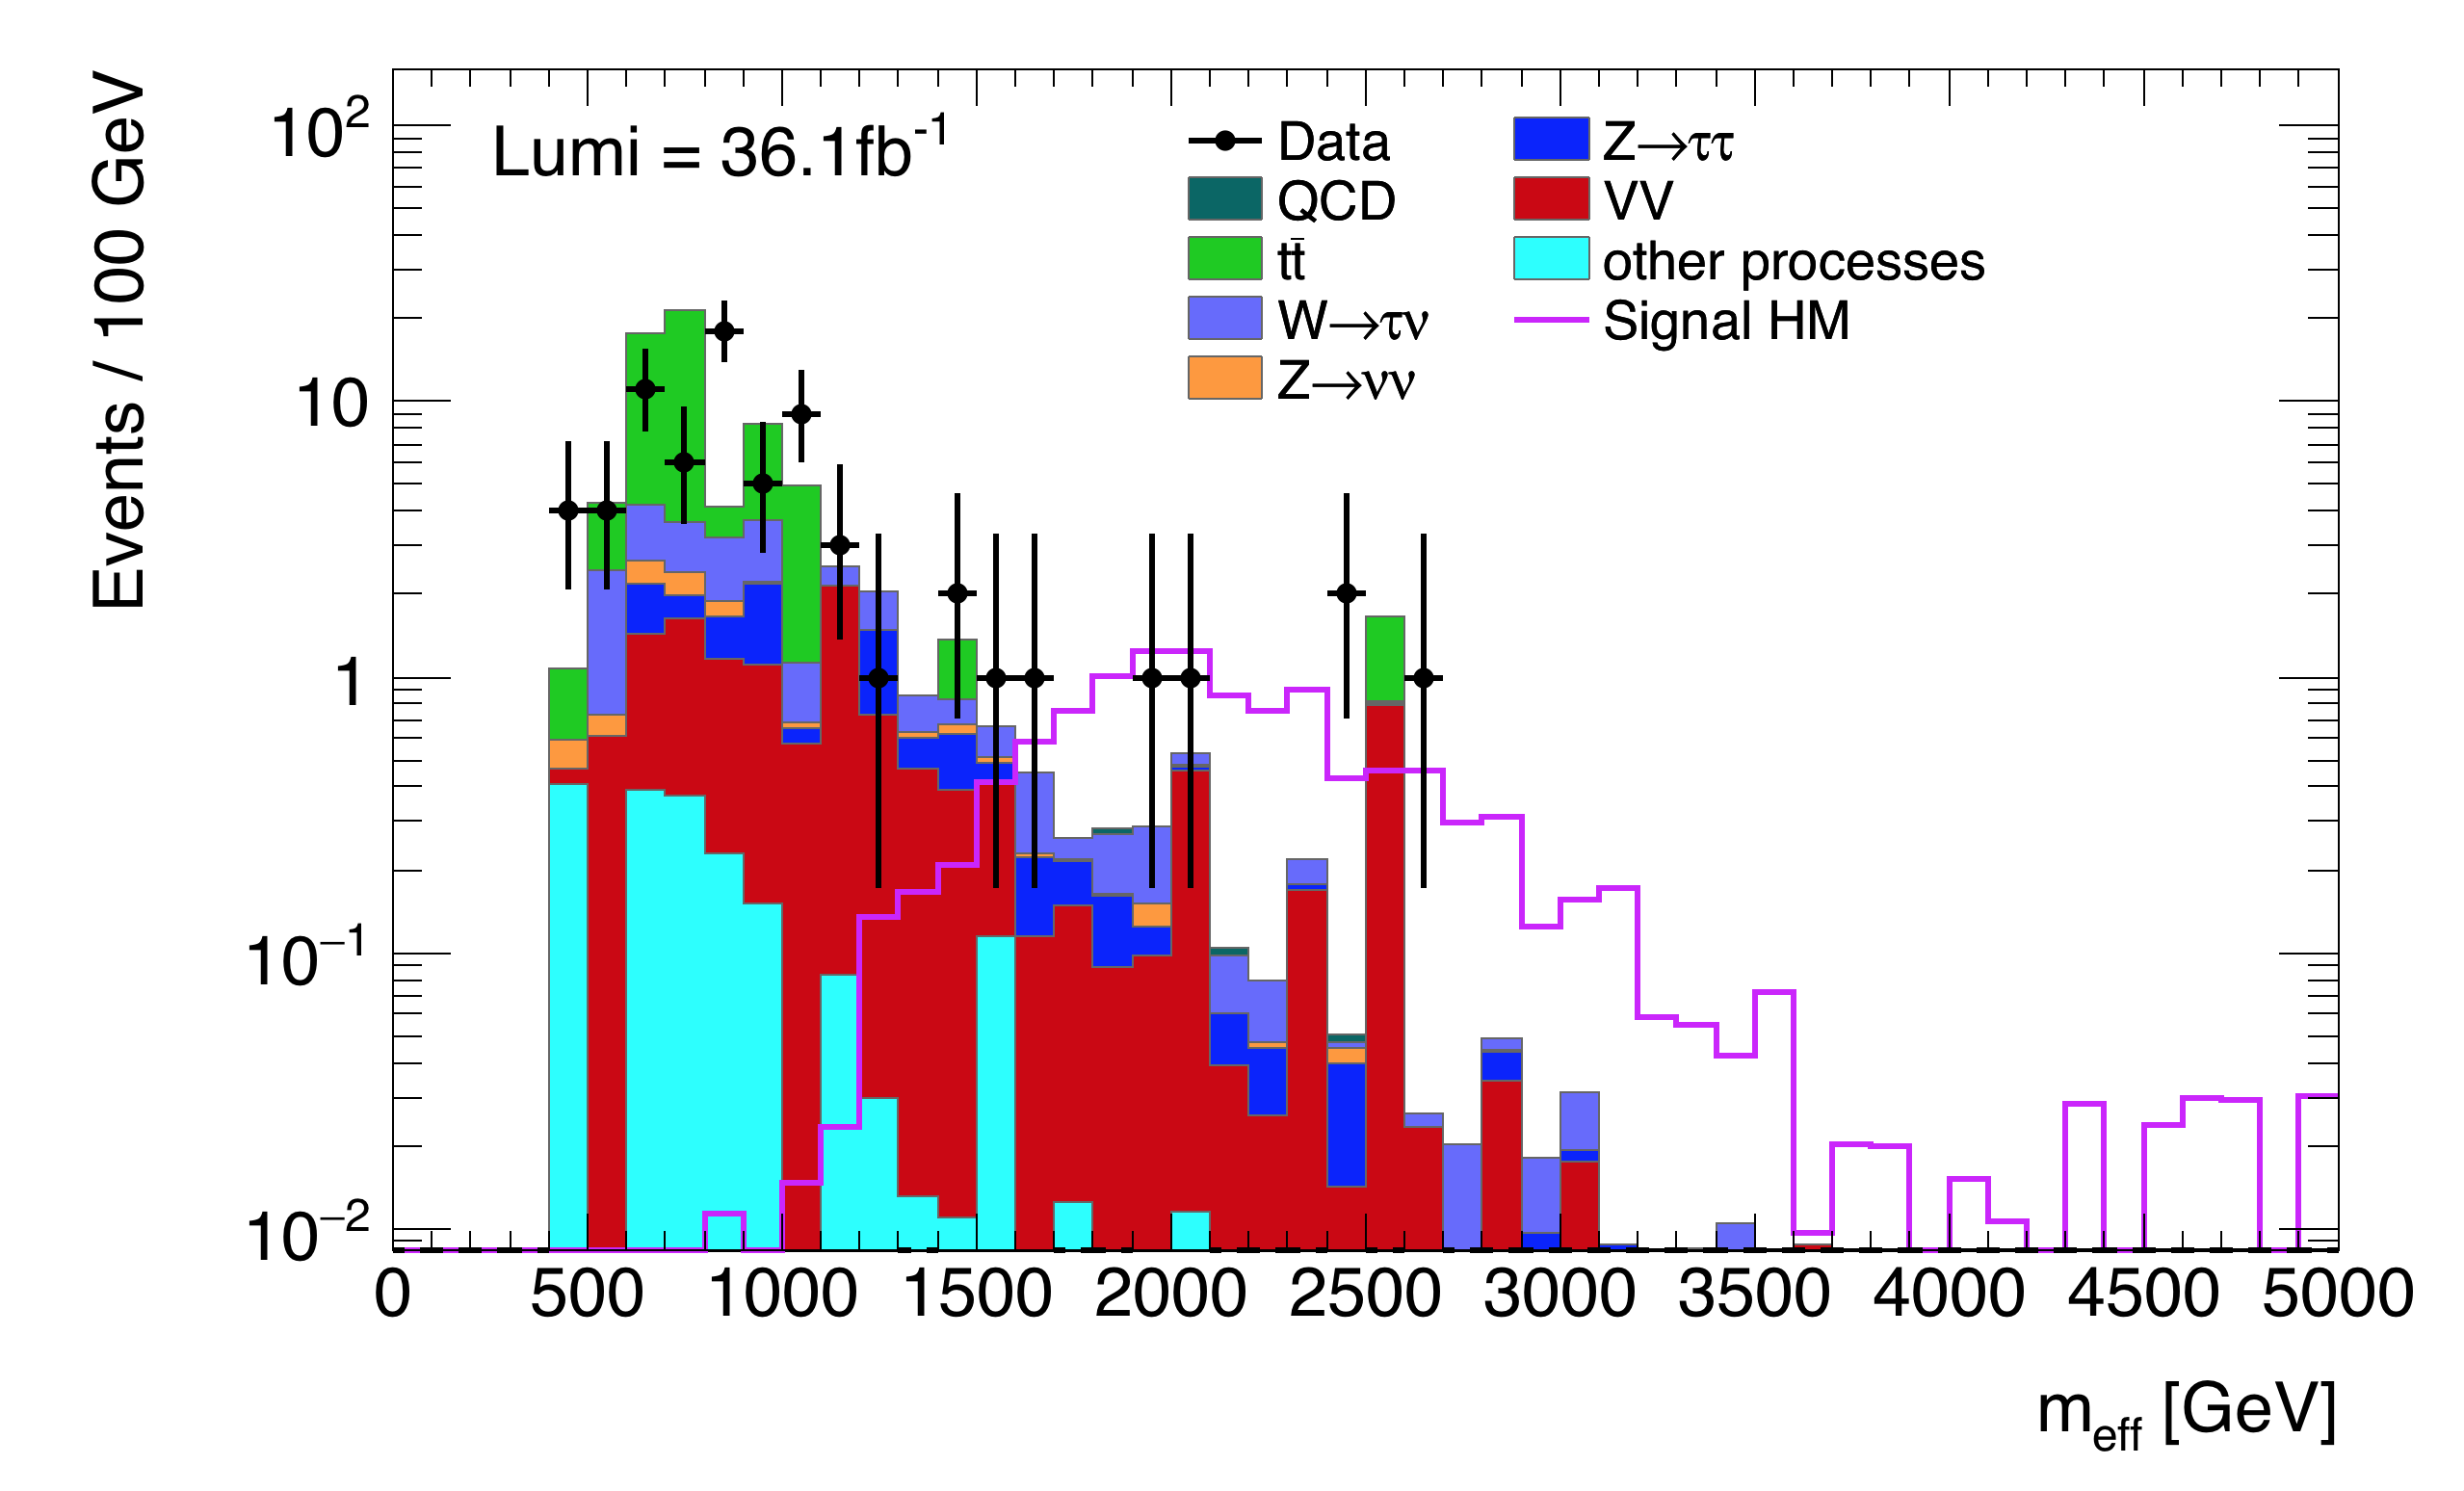 Events / 100 GeV
10²
10
1
10⁻¹
10⁻²
Lumi = 36.1fb⁻¹
Data
QCD
tt̄
W→τν
Z→νν
Z→ττ
VV
other processes
Signal HM
0 500 1000 1500 2000 2500 3000 3500 4000 4500 5000
m_eff [GeV]